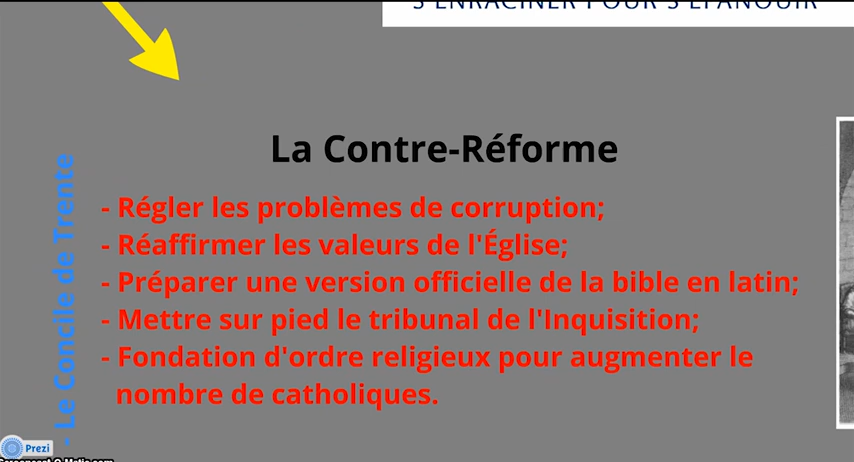 S'ENRACINER POUR S'ÉPANOUIR
La Contre-Réforme
- Le Concile de Trente
- Régler les problèmes de corruption;
- Réaffirmer les valeurs de l'Église;
- Préparer une version officielle de la bible en latin;
- Mettre sur pied le tribunal de l'Inquisition;
- Fondation d'ordre religieux pour augmenter le
nombre de catholiques.
Prezi